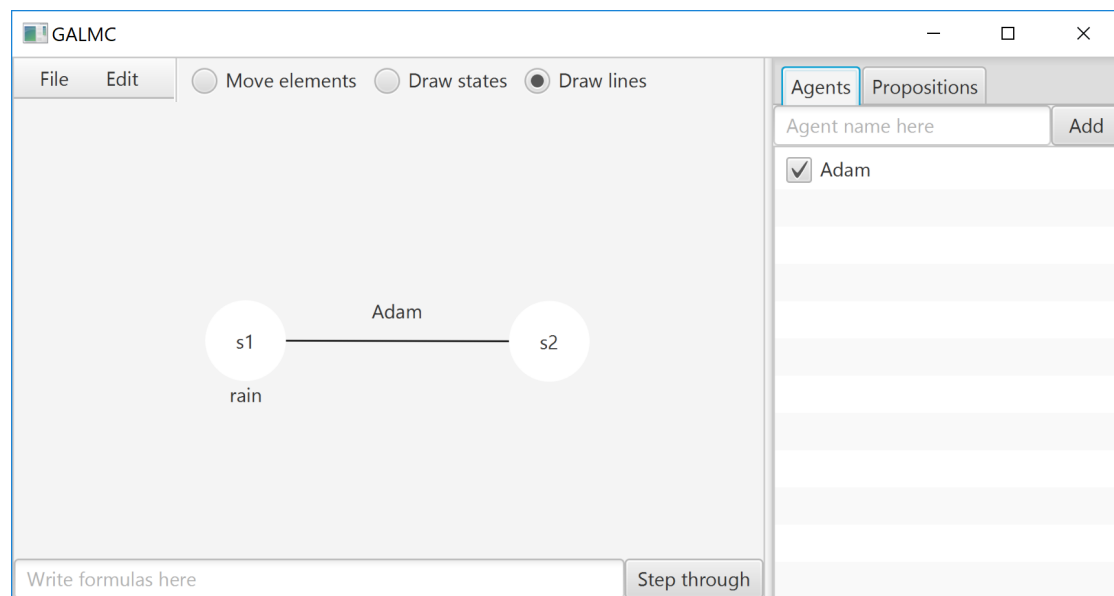 GALMC
File Edit Move elements Draw states Draw lines
Agents Propositions
Agent name here Add
Adam
Adam
s1 s2
rain
Write formulas here Step through